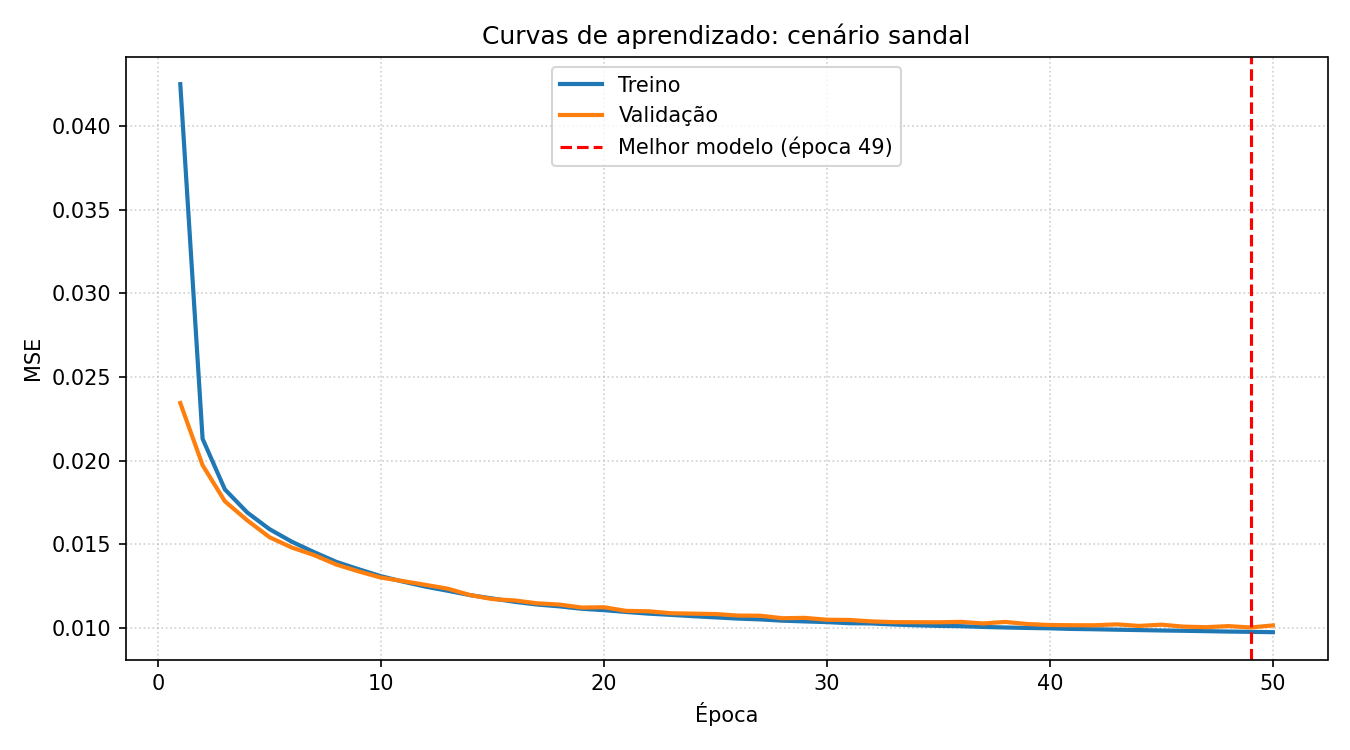 Curvas de aprendizado: cenário sandal
Treino
Validação
Melhor modelo (época 49)
MSE
0.040
0.035
0.030
0.025
0.020
0.015
0.010
0
10
20
30
40
50
Época